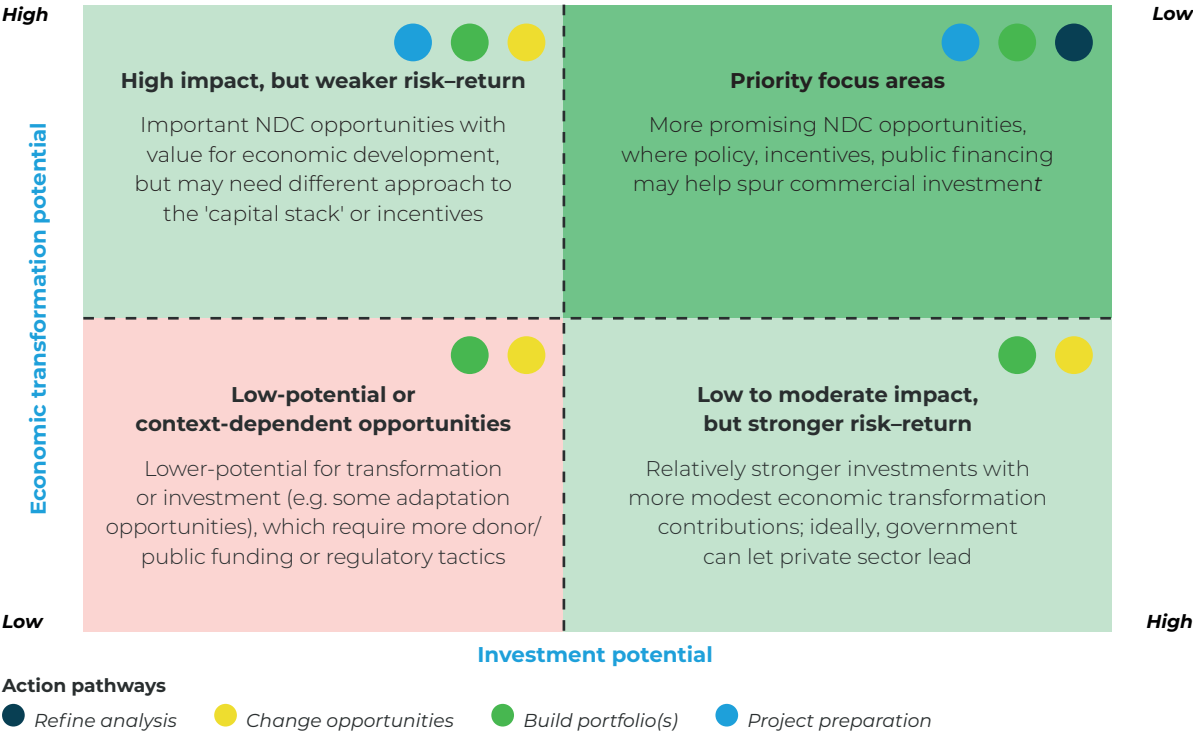 High
Low
High impact, but weaker risk–return
Important NDC opportunities with
value for economic development,
but may need different approach to
the 'capital stack' or incentives
Priority focus areas
More promising NDC opportunities,
where policy, incentives, public financing
may help spur commercial investment
Economic transformation potential
Low-potential or
context-dependent opportunities
Lower-potential for transformation
or investment (e.g. some adaptation
opportunities), which require more donor/
public funding or regulatory tactics
Low to moderate impact,
but stronger risk–return
Relatively stronger investments with
more modest economic transformation
contributions; ideally, government
can let private sector lead
Low
High
Investment potential
Action pathways
Refine analysis
Change opportunities
Build portfolio(s)
Project preparation